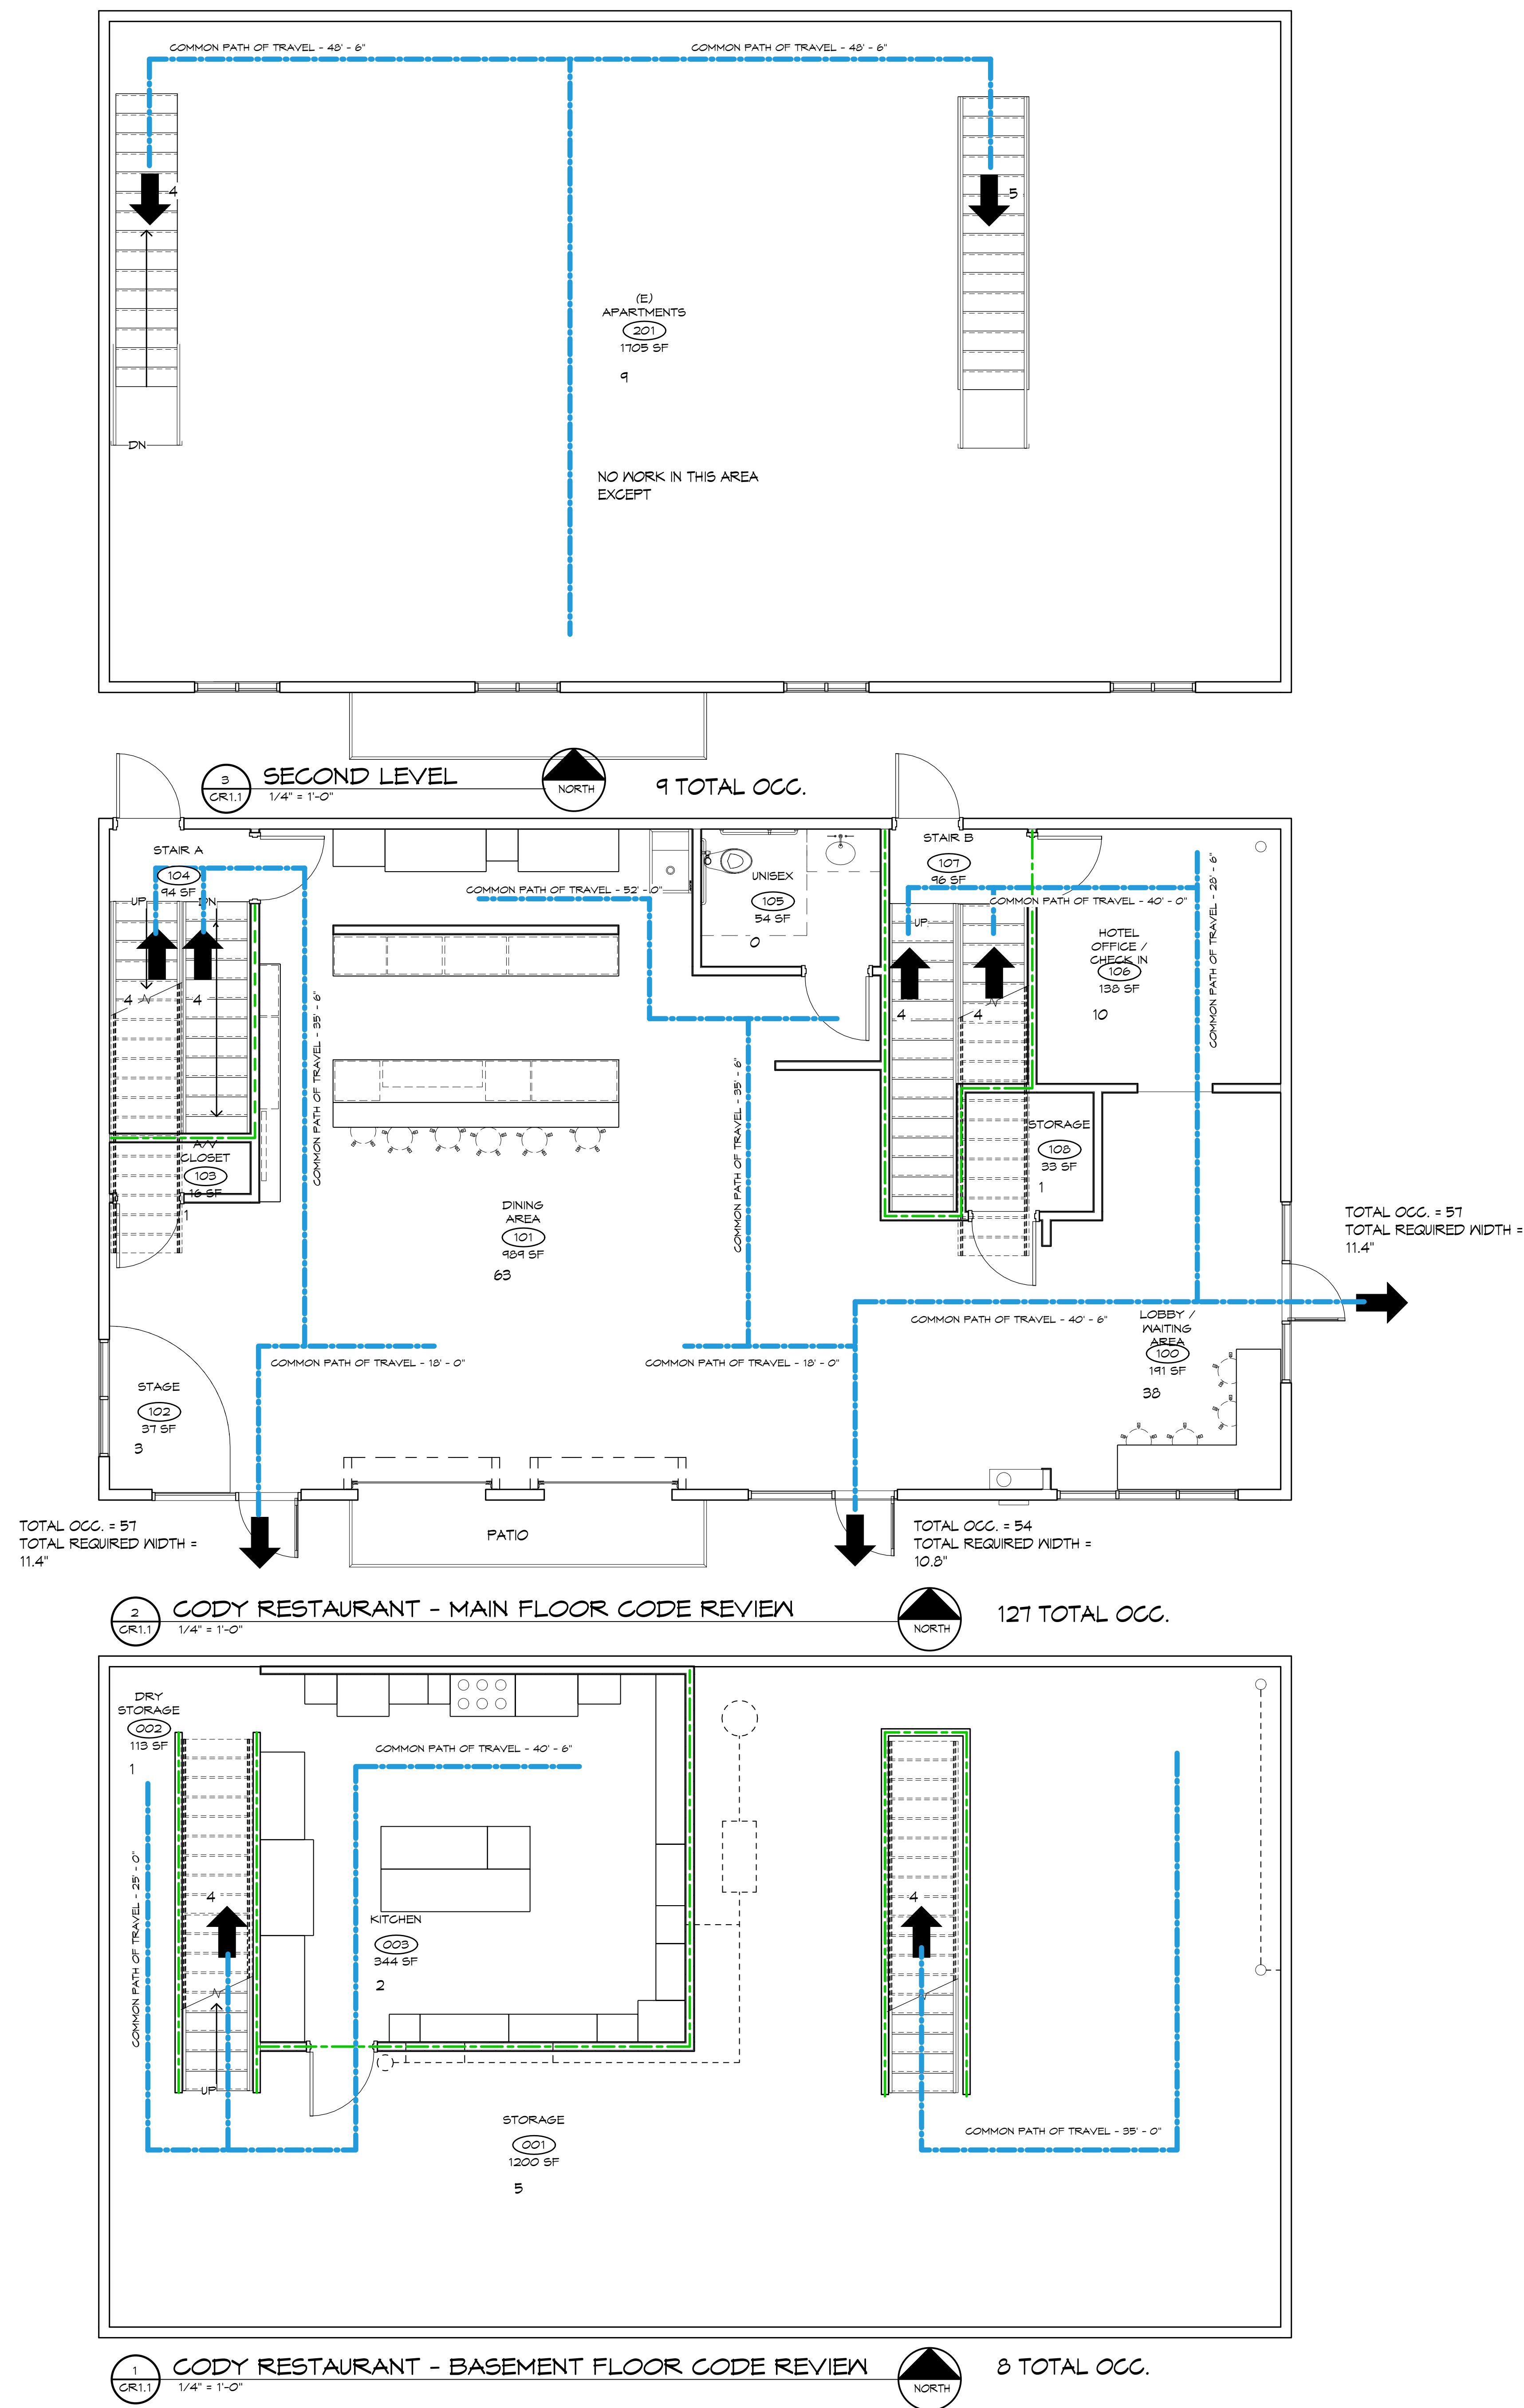 COMMON PATH OF TRAVEL - 48' - 6"
COMMON PATH OF TRAVEL - 48' - 6"
4
5
(E)
APARTMENTS
201
1705 SF
9
DN
NO WORK IN THIS AREA
EXCEPT
3
CR1.1
SECOND LEVEL
1/4" = 1'-0"
NORTH
9 TOTAL OCC.
STAIR A
104
94 SF
UP
DN
4
4
COMMON PATH OF TRAVEL - 35' - 6"
COMMON PATH OF TRAVEL - 52' - 0"
UNISEX
105
54 SF
0
STAIR B
107
96 SF
UP
COMMON PATH OF TRAVEL - 40' - 0"
COMMON PATH OF TRAVEL - 28' - 6"
HOTEL
OFFICE /
CHECK IN
106
138 SF
10
4
4
A/V
CLOSET
103
16 SF
1
COMMON PATH OF TRAVEL - 35' - 6"
STORAGE
108
33 SF
1
DINING
AREA
101
989 SF
63
TOTAL OCC. = 57
TOTAL REQUIRED WIDTH =
11.4"
COMMON PATH OF TRAVEL - 40' - 6"
LOBBY /
WAITING
AREA
100
191 SF
38
COMMON PATH OF TRAVEL - 18' - 0"
COMMON PATH OF TRAVEL - 18' - 0"
STAGE
102
37 SF
3
PATIO
TOTAL OCC. = 57
TOTAL REQUIRED WIDTH =
11.4"
TOTAL OCC. = 54
TOTAL REQUIRED WIDTH =
10.8"
2
CR1.1
CODY RESTAURANT - MAIN FLOOR CODE REVIEW
1/4" = 1'-0"
NORTH
127 TOTAL OCC.
DRY
STORAGE
002
113 SF
1
COMMON PATH OF TRAVEL - 40' - 6"
COMMON PATH OF TRAVEL - 25' - 0"
4
4
KITCHEN
003
344 SF
2
UP
STORAGE
001
1200 SF
5
COMMON PATH OF TRAVEL - 35' - 0"
1
CR1.1
CODY RESTAURANT - BASEMENT FLOOR CODE REVIEW
1/4" = 1'-0"
NORTH
8 TOTAL OCC.